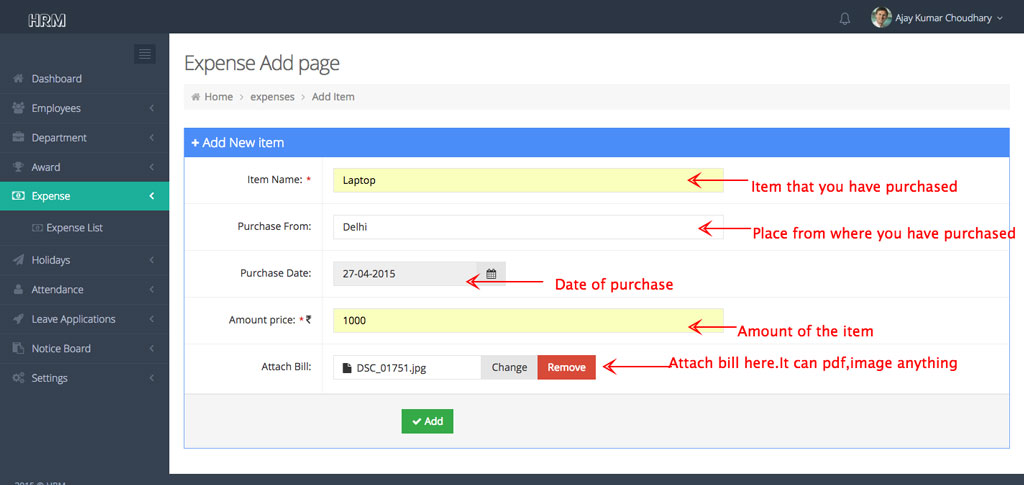 HRM
Ajay Kumar Choudhary
Dashboard
Employees
Department
Award
Expense
Expense List
Holidays
Attendance
Leave Applications
Notice Board
Settings
Expense Add page
Home > expenses > Add Item
+ Add New item
Item Name: * Laptop
Item that you have purchased
Purchase From: Delhi
Place from where you have purchased
Purchase Date: 27-04-2015
Date of purchase
Amount price: * ₹ 1000
Amount of the item
Attach Bill: DSC_01751.jpg Change Remove
Attach bill here.It can pdf,image anything
Add
2015 © HRM